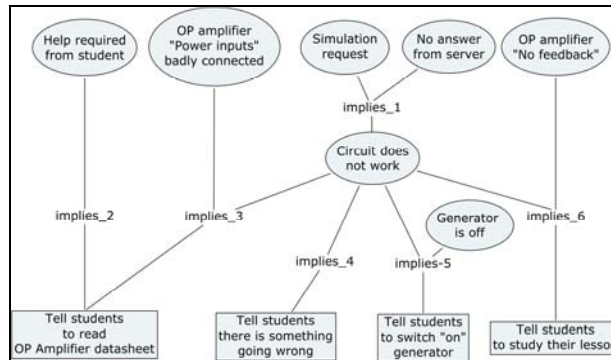 Help required
from student
OP amplifier
"Power inputs"
badly connected
Simulation
request
No answer
from server
OP amplifier
"No feedback"
implies_1
Circuit does
not work
implies_2
implies_3
Generator
is off
implies_6
implies_4
implies-5
Tell students
to read
OP Amplifier datasheet
Tell students
there is something
going wrong
Tell students
to switch "on"
generator
Tell students
to study their lesso